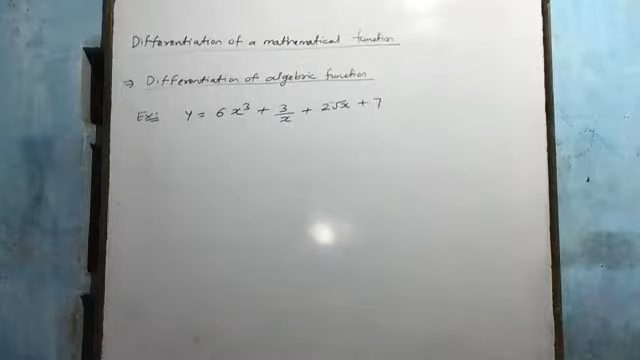 Differentiation of a mathematical function
⇒ Differentiation of algebric function
Ex:- y = 6x³ + 3/x + 2√x + 7